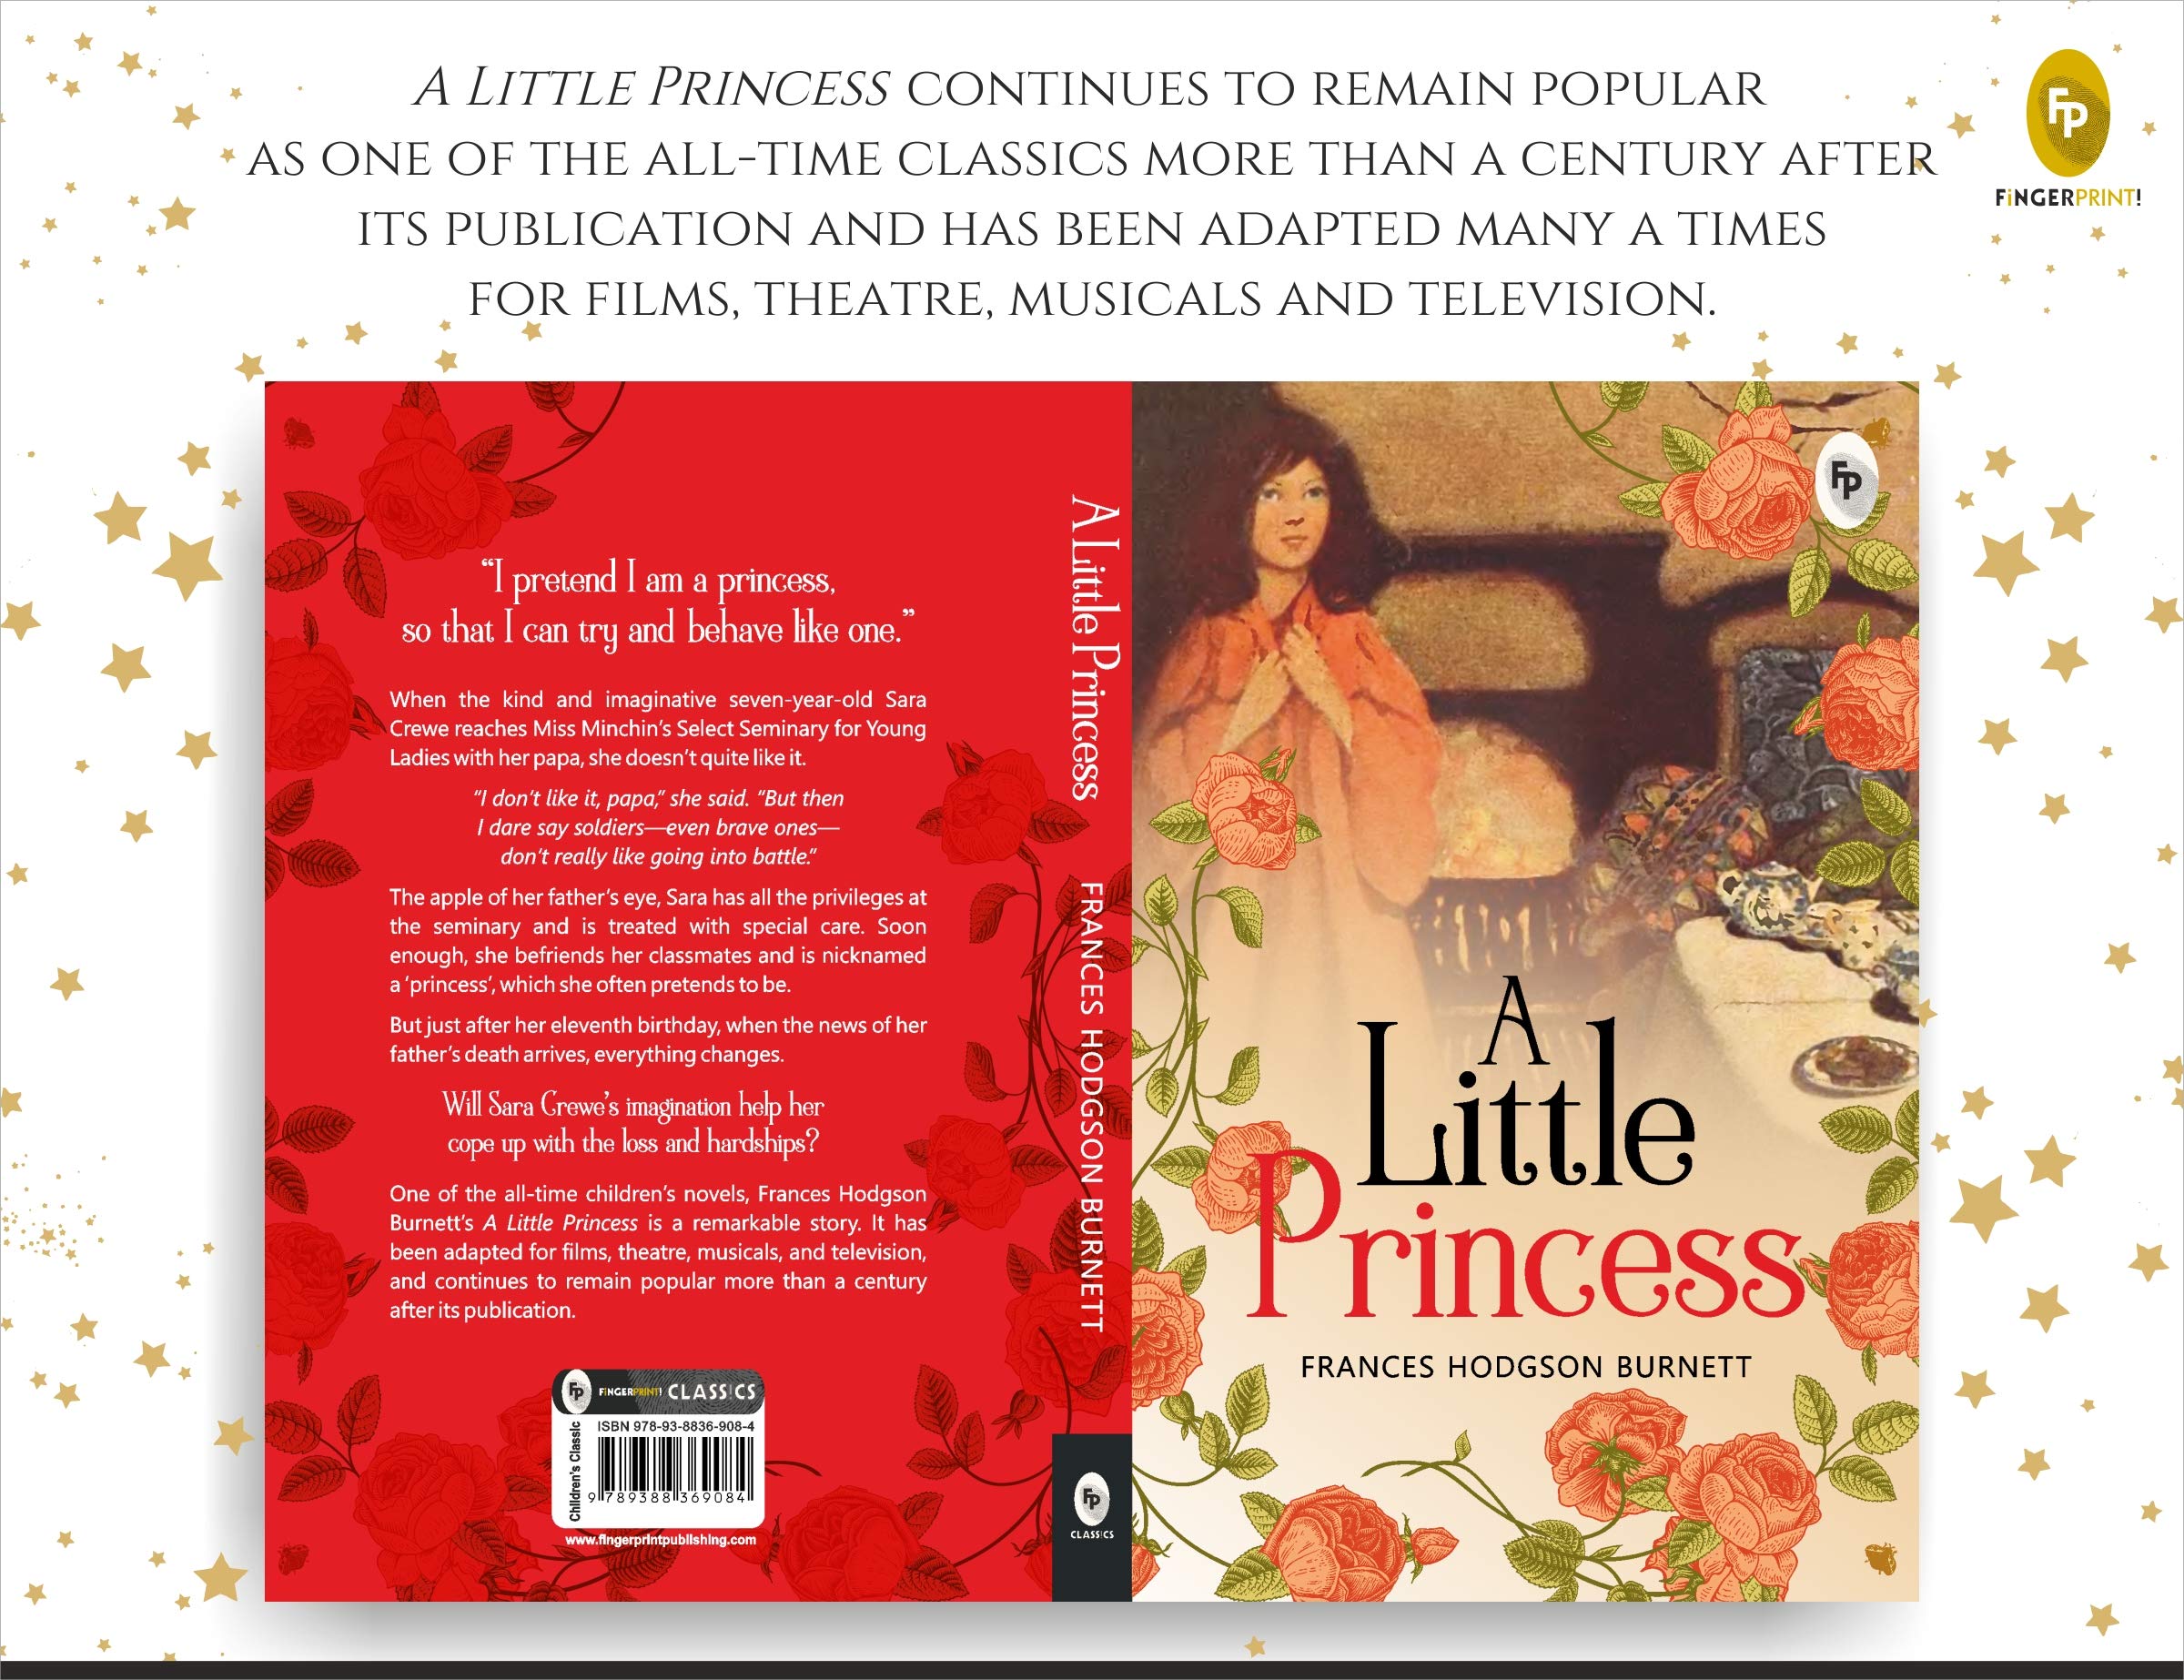 A Little Princess continues to remain popular
as one of the all-time classics more than a century after
its publication and has been adapted many a times
for films, theatre, musicals and television.
FP
FiNGERPRINT!
“I pretend I am a princess,
so that I can try and behave like one.”
When the kind and imaginative seven-year-old Sara
Crewe reaches Miss Minchin’s Select Seminary for Young
Ladies with her papa, she doesn’t quite like it.
“I don’t like it, papa,” she said. “But then
I dare say soldiers—even brave ones—
don’t really like going into battle.”
The apple of her father’s eye, Sara has all the privileges at
the seminary and is treated with special care. Soon
enough, she befriends her classmates and is nicknamed
a ‘princess’, which she often pretends to be.
But just after her eleventh birthday, when the news of her
father’s death arrives, everything changes.
Will Sara Crewe’s imagination help her
cope up with the loss and hardships?
One of the all-time children’s novels, Frances Hodgson
Burnett’s A Little Princess is a remarkable story. It has
been adapted for films, theatre, musicals, and television,
and continues to remain popular more than a century
after its publication.
FP FiNGERPRINT! CLASS!CS
Children’s Classic
ISBN 978-93-8836-908-4
9 789388 369084
www.fingerprintpublishing.com
A Little Princess
FRANCES HODGSON BURNETT
FP
CLASS!CS
FP
A
Little
Princess
FRANCES HODGSON BURNETT